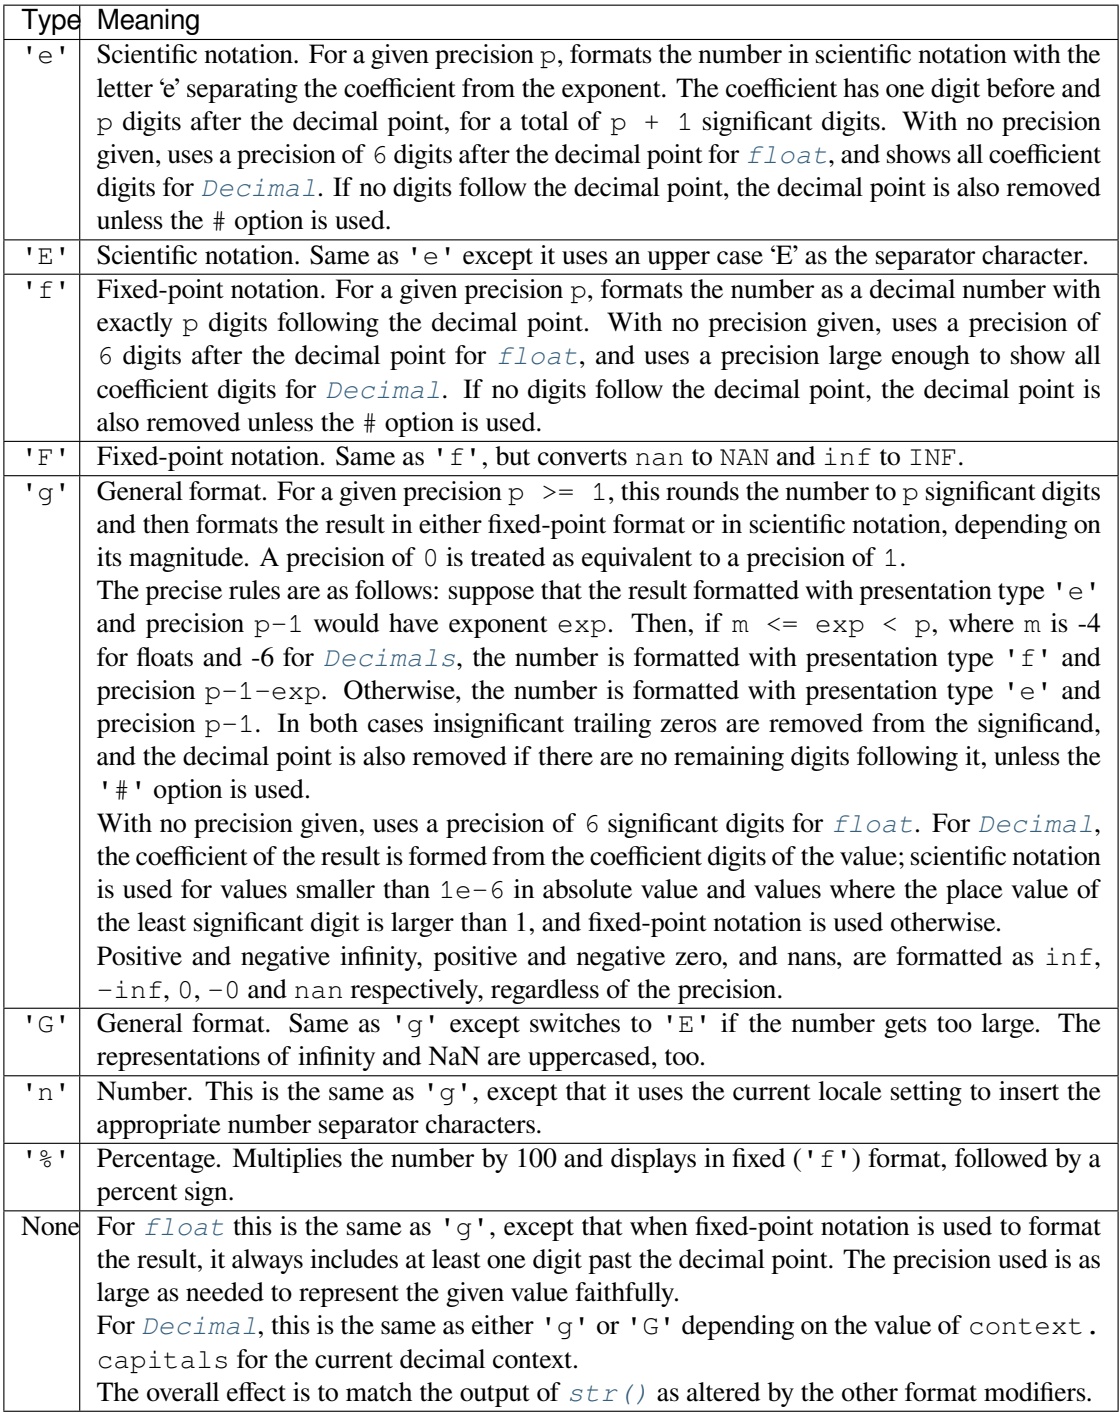 Type Meaning
'e' Scientific notation. For a given precision p, formats the number in scientific notation with the
letter ‘e’ separating the coefficient from the exponent. The coefficient has one digit before and
p digits after the decimal point, for a total of p + 1 significant digits. With no precision
given, uses a precision of 6 digits after the decimal point for float, and shows all coefficient
digits for Decimal. If no digits follow the decimal point, the decimal point is also removed
unless the # option is used.
'E' Scientific notation. Same as 'e' except it uses an upper case ‘E’ as the separator character.
'f' Fixed-point notation. For a given precision p, formats the number as a decimal number with
exactly p digits following the decimal point. With no precision given, uses a precision of
6 digits after the decimal point for float, and uses a precision large enough to show all
coefficient digits for Decimal. If no digits follow the decimal point, the decimal point is
also removed unless the # option is used.
'F' Fixed-point notation. Same as 'f', but converts nan to NAN and inf to INF.
'g' General format. For a given precision p >= 1, this rounds the number to p significant digits
and then formats the result in either fixed-point format or in scientific notation, depending on
its magnitude. A precision of 0 is treated as equivalent to a precision of 1.
The precise rules are as follows: suppose that the result formatted with presentation type 'e'
and precision p-1 would have exponent exp. Then, if m <= exp < p, where m is -4
for floats and -6 for Decimals, the number is formatted with presentation type 'f' and
precision p-1-exp. Otherwise, the number is formatted with presentation type 'e' and
precision p-1. In both cases insignificant trailing zeros are removed from the significand,
and the decimal point is also removed if there are no remaining digits following it, unless the
'#' option is used.
With no precision given, uses a precision of 6 significant digits for float. For Decimal,
the coefficient of the result is formed from the coefficient digits of the value; scientific notation
is used for values smaller than 1e-6 in absolute value and values where the place value of
the least significant digit is larger than 1, and fixed-point notation is used otherwise.
Positive and negative infinity, positive and negative zero, and nans, are formatted as inf,
-inf, 0, -0 and nan respectively, regardless of the precision.
'G' General format. Same as 'g' except switches to 'E' if the number gets too large. The
representations of infinity and NaN are uppercased, too.
'n' Number. This is the same as 'g', except that it uses the current locale setting to insert the
appropriate number separator characters.
'%' Percentage. Multiplies the number by 100 and displays in fixed ('f') format, followed by a
percent sign.
None For float this is the same as 'g', except that when fixed-point notation is used to format
the result, it always includes at least one digit past the decimal point. The precision used is as
large as needed to represent the given value faithfully.
For Decimal, this is the same as either 'g' or 'G' depending on the value of context.
capitals for the current decimal context.
The overall effect is to match the output of str() as altered by the other format modifiers.